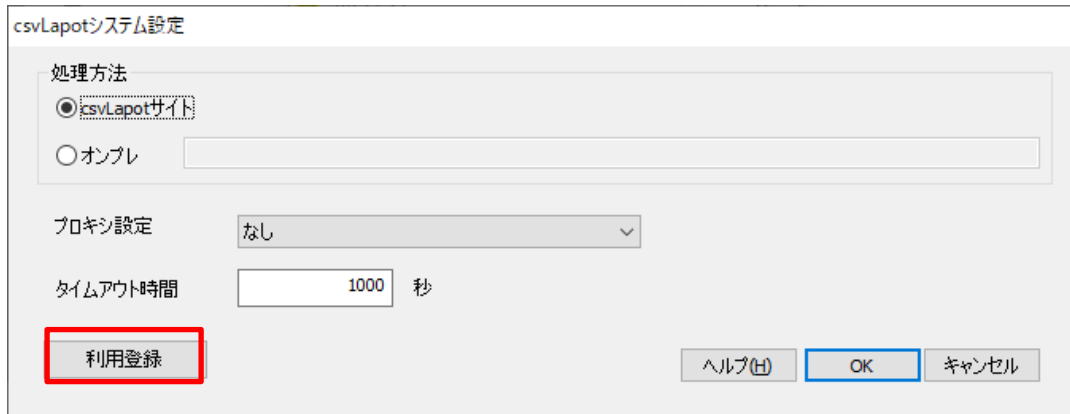 csvLapotシステム設定
処理方法
csvLapotサイト
オンプレ
プロキシ設定 なし
タイムアウト時間 1000 秒
利用登録 ヘルプ(H) OK キャンセル